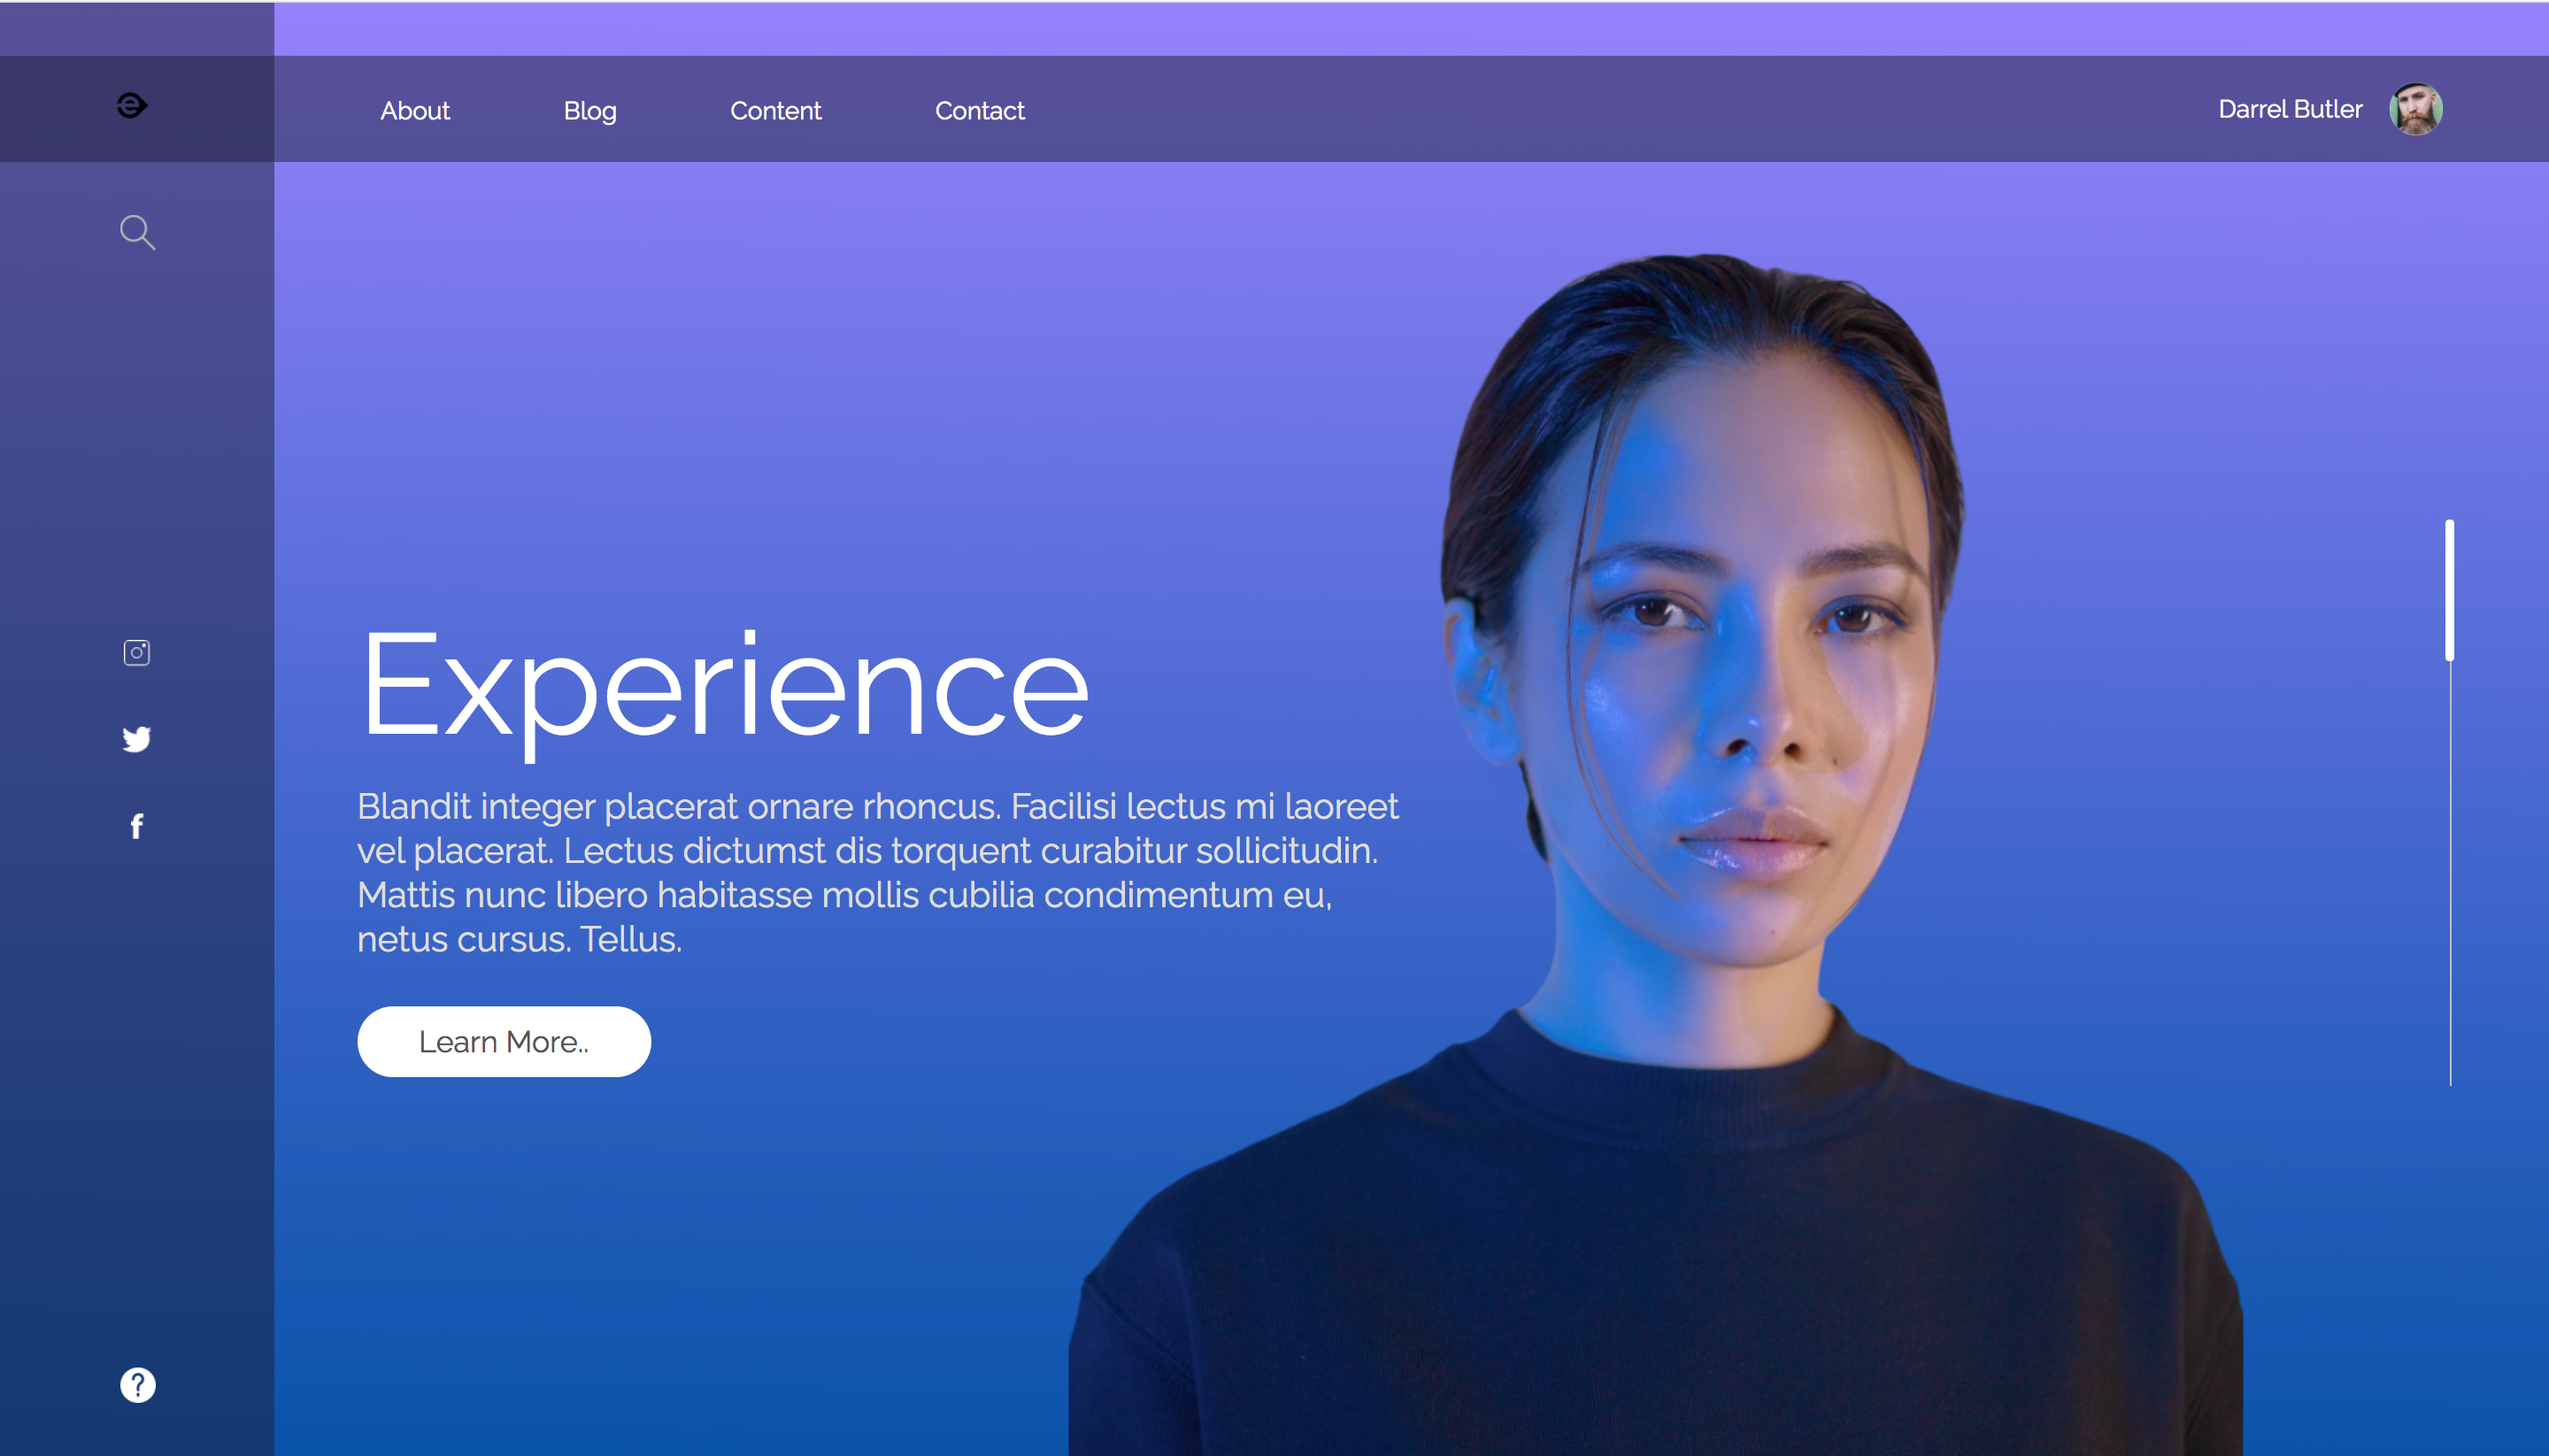 e
About
Blog
Content
Contact
Darrel Butler
Experience
Blandit integer placerat ornare rhoncus. Facilisi lectus mi laoreet
vel placerat. Lectus dictumst dis torquent curabitur sollicitudin.
Mattis nunc libero habitasse mollis cubilia condimentum eu,
netus cursus. Tellus.
Learn More..
f
?